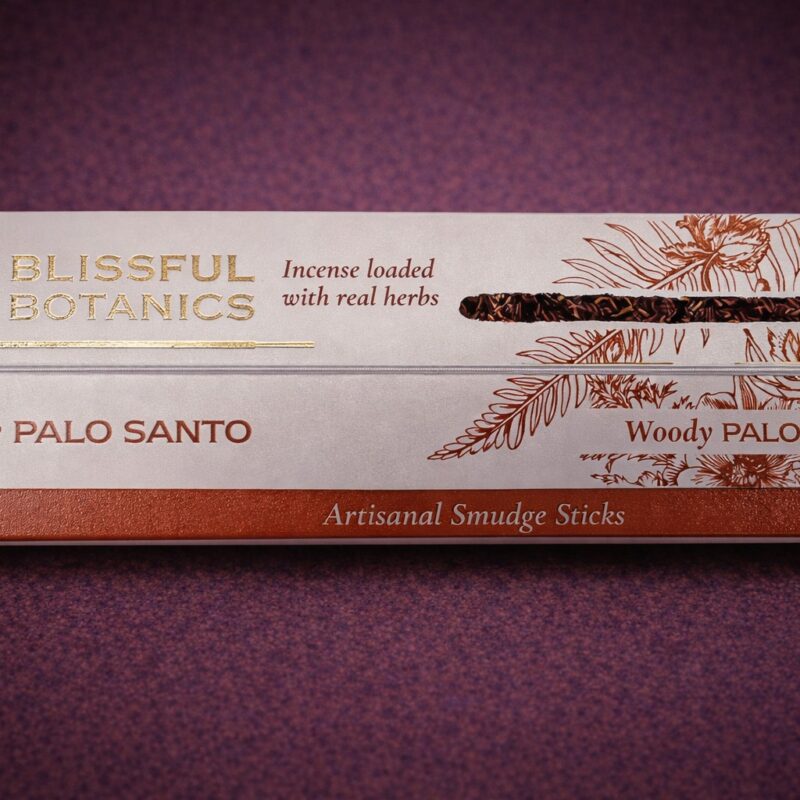 BLISSFUL
BOTANICS
Incense loaded
with real herbs
PALO SANTO
Woody PALO
Artisanal Smudge Sticks